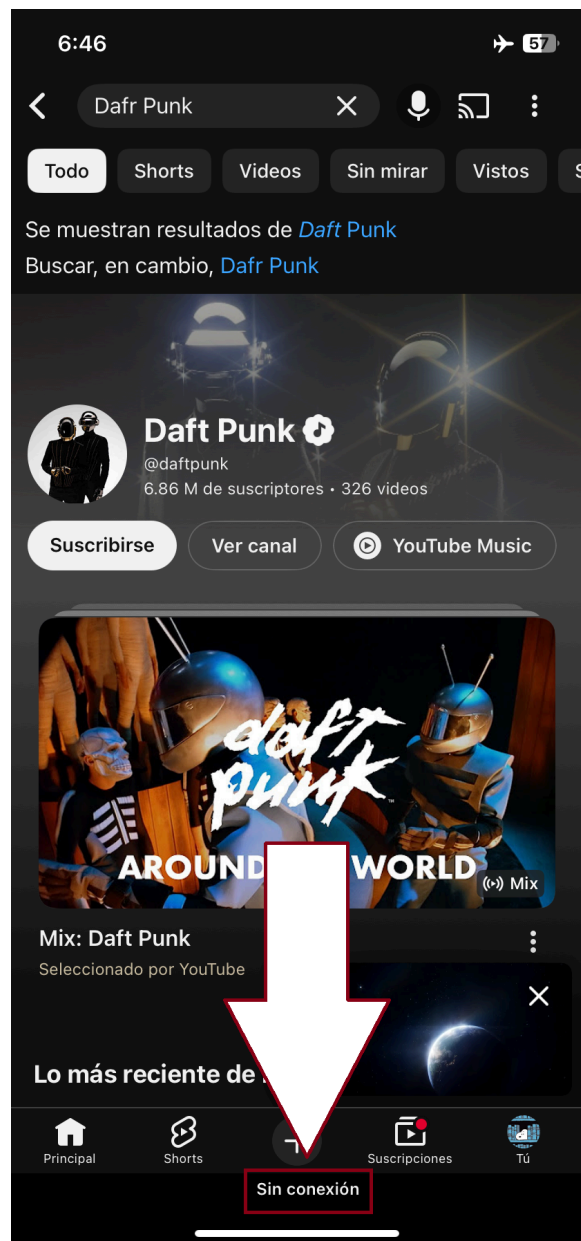 6:46
57
Dafr Punk
Todo Shorts Videos Sin mirar Vistos S
Se muestran resultados de Daft Punk
Buscar, en cambio, Dafr Punk
Daft Punk
@daftpunk
6.86 M de suscriptores • 326 videos
Suscribirse Ver canal YouTube Music
daft
punk
AROUND WORLD
Mix
Mix: Daft Punk
Seleccionado por YouTube
Lo más reciente de
Principal Shorts Suscripciones Tú
Sin conexión